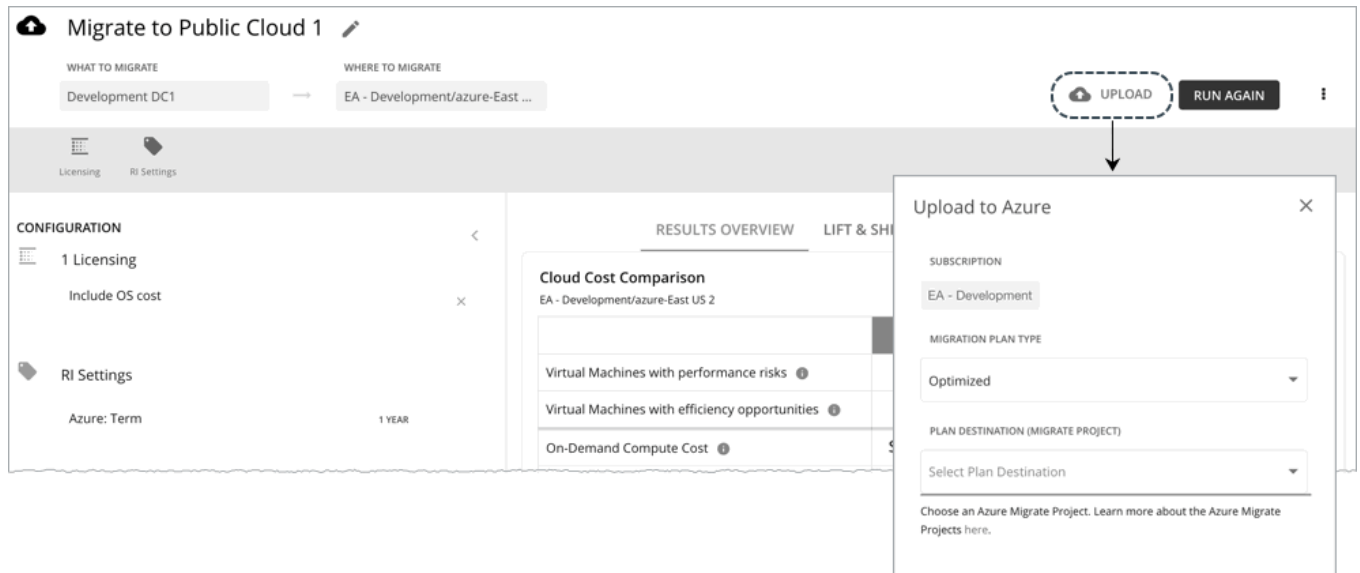 Migrate to Public Cloud 1
WHAT TO MIGRATE
WHERE TO MIGRATE
Development DC1
EA - Development/azure-East ...
UPLOAD
RUN AGAIN
Licensing
RI Settings
CONFIGURATION
1 Licensing
Include OS cost
RI Settings
Azure: Term
1 YEAR
RESULTS OVERVIEW
LIFT & SHI
Cloud Cost Comparison
EA - Development/azure-East US 2
Virtual Machines with performance risks
Virtual Machines with efficiency opportunities
On-Demand Compute Cost
Upload to Azure
SUBSCRIPTION
EA - Development
MIGRATION PLAN TYPE
Optimized
PLAN DESTINATION (MIGRATE PROJECT)
Select Plan Destination
Choose an Azure Migrate Project. Learn more about the Azure Migrate
Projects here.